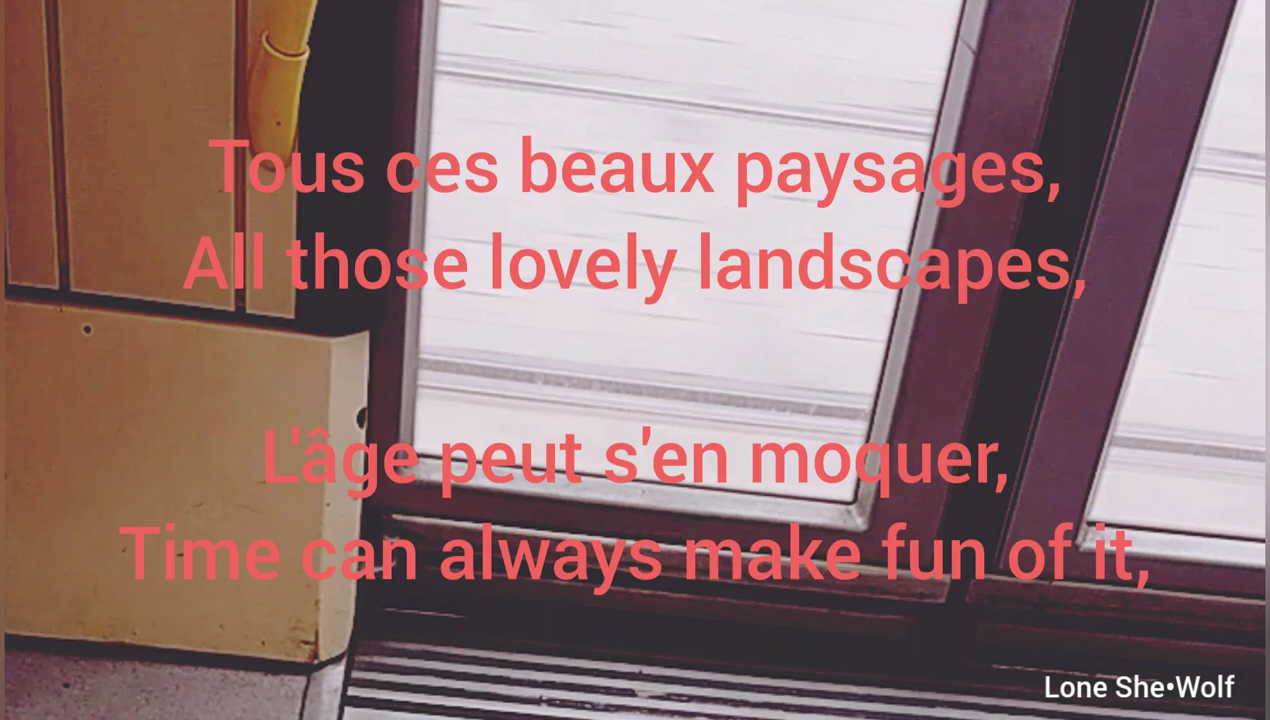 Tous ces beaux paysages,
All those lovely landscapes,
L'âge peut s'en moquer,
Time can always make fun of it,
Lone She•Wolf